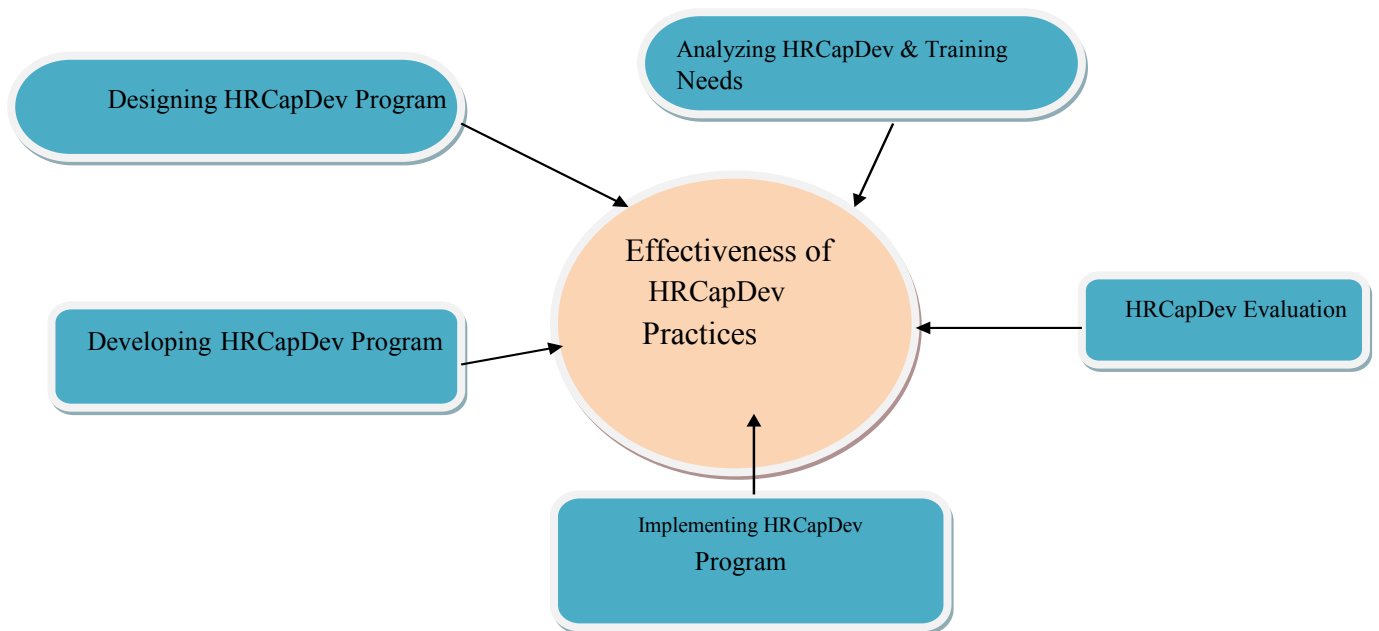 Analyzing HRCapDev & Training
Needs
Designing HRCapDev Program
Effectiveness of
HRCapDev
Practices
HRCapDev Evaluation
Developing HRCapDev Program
Implementing HRCapDev
Program